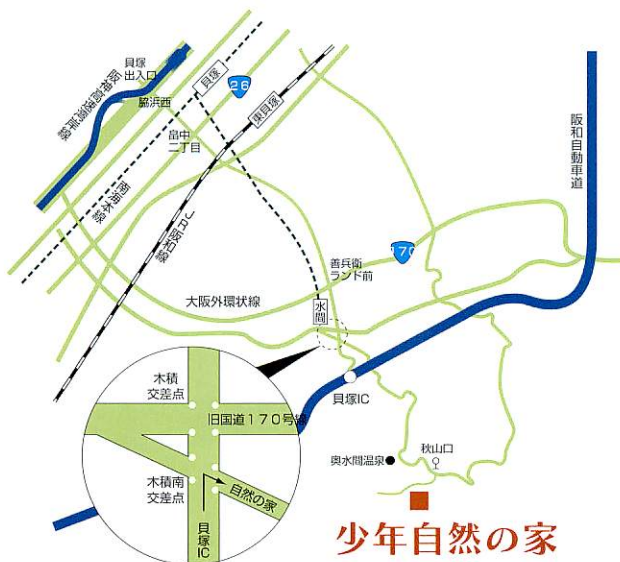 貝塚
出入口
阪神高速湾岸線
脇浜西
貝塚
26
東貝塚
畠中
二丁目
南海本線
JR阪和線
阪和自動車道
善兵衛
ランド前
170
大阪外環状線
水間
貝塚IC
木積
交差点
旧国道170号線
木積南
交差点
自然の家
貝塚IC
奥水間温泉
秋山口
少年自然の家